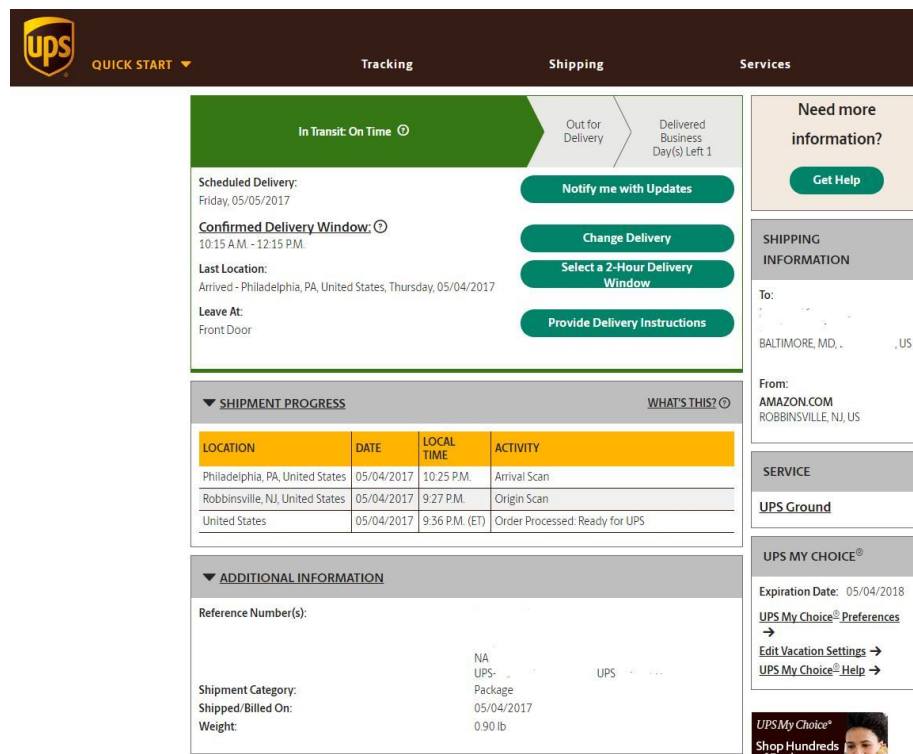 ups
QUICK START
Tracking
Shipping
Services
In Transit: On Time ?
Out for
Delivery
Delivered
Business
Day(s) Left 1
Scheduled Delivery:
Friday, 05/05/2017
Notify me with Updates
Confirmed Delivery Window: ?
10:15 A.M. - 12:15 P.M.
Change Delivery
Last Location:
Arrived - Philadelphia, PA, United States, Thursday, 05/04/2017
Select a 2-Hour Delivery
Window
Leave At:
Front Door
Provide Delivery Instructions
Need more
information?
Get Help
SHIPPING
INFORMATION
To:
BALTIMORE, MD, , US
From:
AMAZON.COM
ROBBINSVILLE, NJ, US
SHIPMENT PROGRESS WHAT'S THIS? ?
LOCATION DATE LOCAL TIME ACTIVITY
Philadelphia, PA, United States 05/04/2017 10:25 P.M. Arrival Scan
Robbinsville, NJ, United States 05/04/2017 9:27 P.M. Origin Scan
United States 05/04/2017 9:36 P.M. (ET) Order Processed: Ready for UPS
SERVICE
UPS Ground
ADDITIONAL INFORMATION
Reference Number(s):
NA
UPS- UPS
Shipment Category: Package
Shipped/Billed On: 05/04/2017
Weight: 0.90 lb
UPS MY CHOICE®
Expiration Date: 05/04/2018
UPS My Choice® Preferences
→
Edit Vacation Settings →
UPS My Choice® Help →
UPS My Choice®
Shop Hundreds